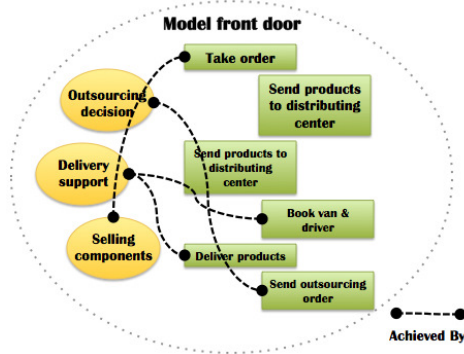 Model front door
Take order
Outsourcing
decision
Send products
to distributing
center
Send products to
distributing
center
Delivery
support
Book van &
driver
Selling
components
Deliver products
Send outsourcing
order
Achieved By